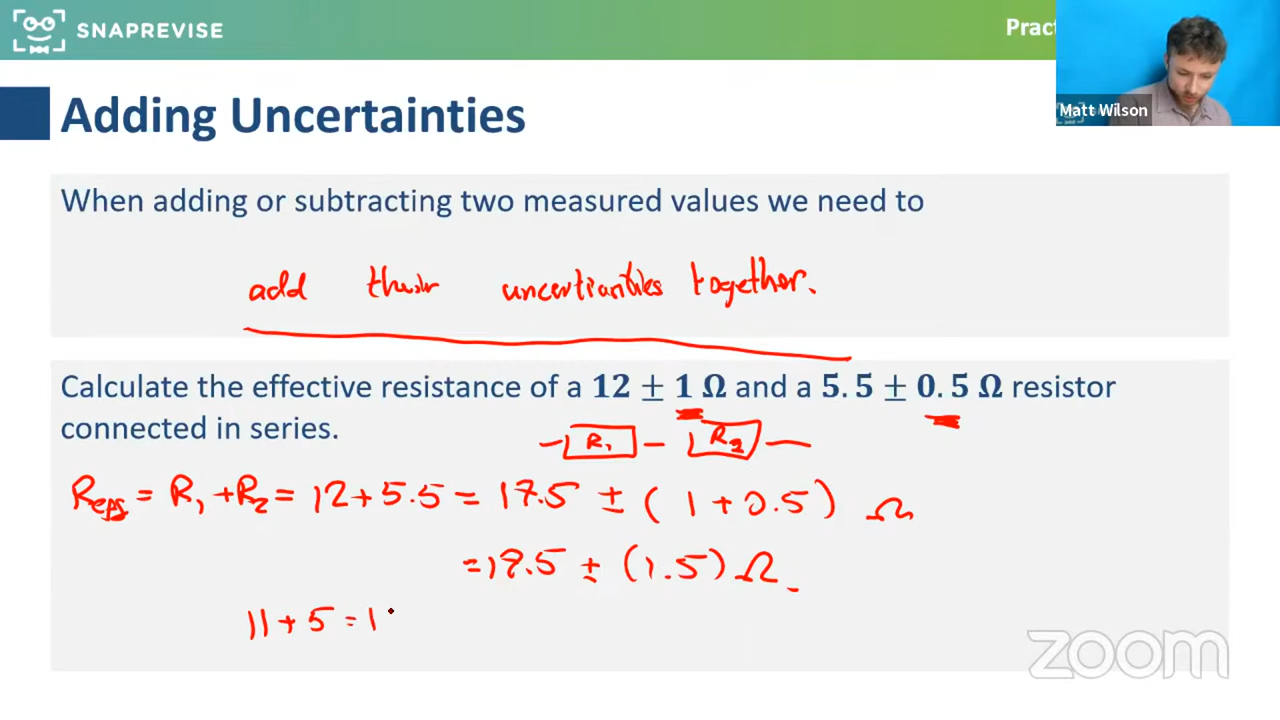 SNAPREVISE
Pract
Matt Wilson
Adding Uncertainties
When adding or subtracting two measured values we need to
add their uncertianities together.
Calculate the effective resistance of a 12 ± 1 Ω and a 5.5 ± 0.5 Ω resistor
connected in series.
R₁ R₂
= R₁ + R₂ = 12 + 5.5 = 17.5 ± (1 + 0.5) Ω
= 17.5 ± (1.5) Ω
11 + 5 = 1
zoom